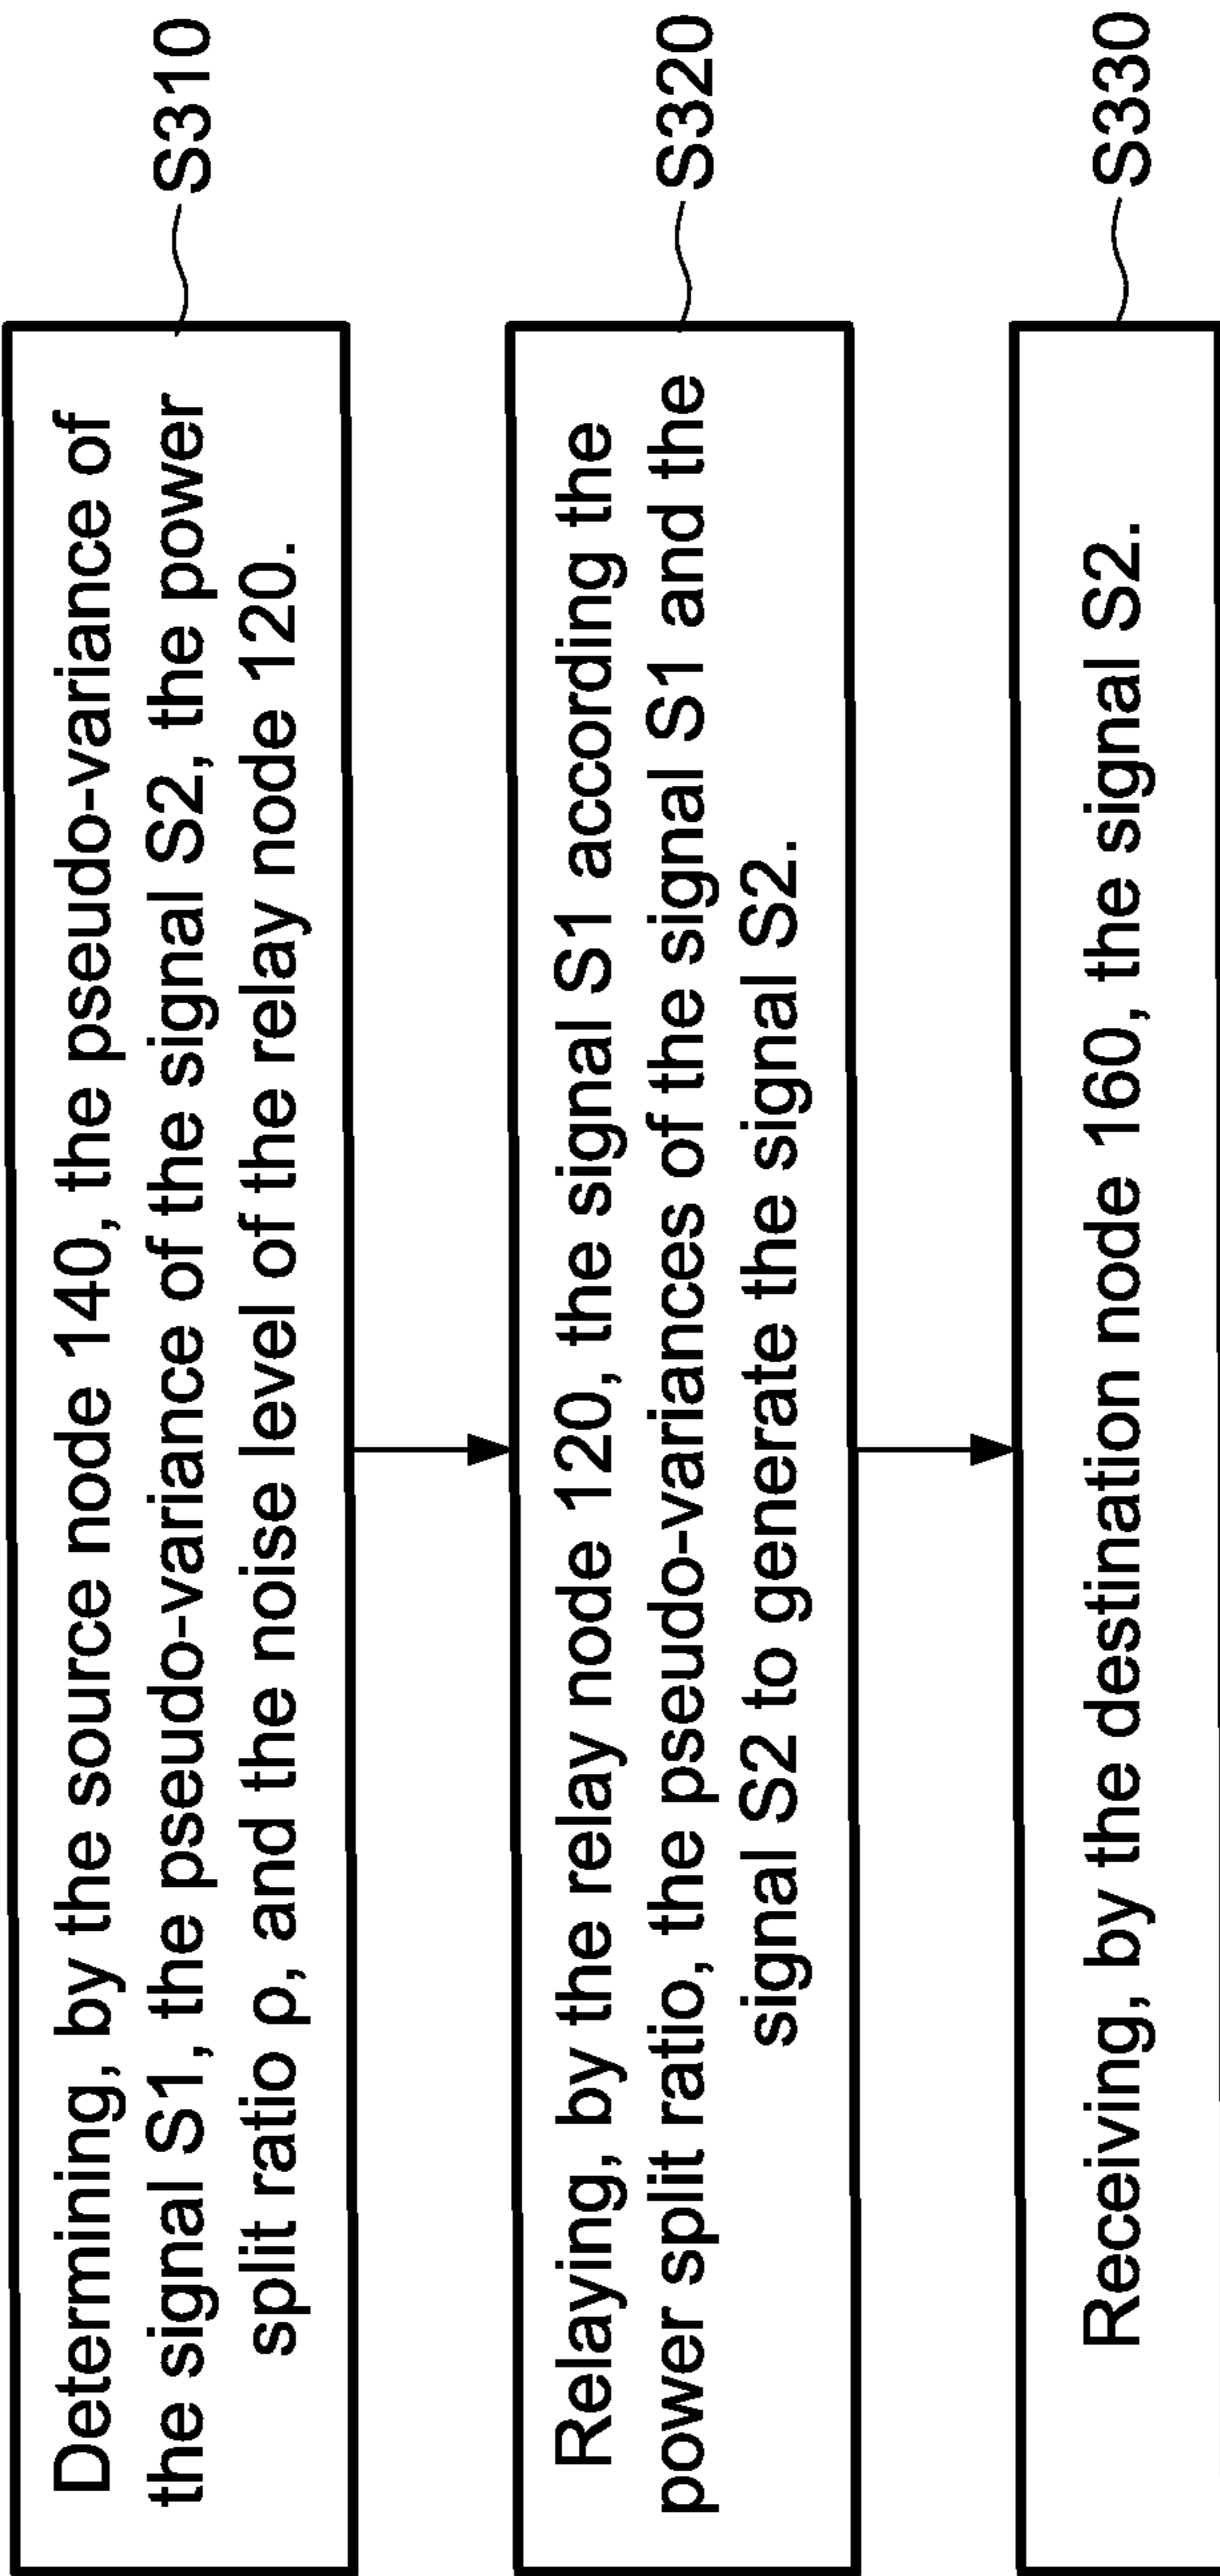 Determining, by the source node 140, the pseudo-variance of
the signal S1, the pseudo-variance of the signal S2, the power
split ratio ρ, and the noise level of the relay node 120.
S310
Relaying, by the relay node 120, the signal S1 according the
power split ratio, the pseudo-variances of the signal S1 and the
signal S2 to generate the signal S2.
S320
Receiving, by the destination node 160, the signal S2.
S330